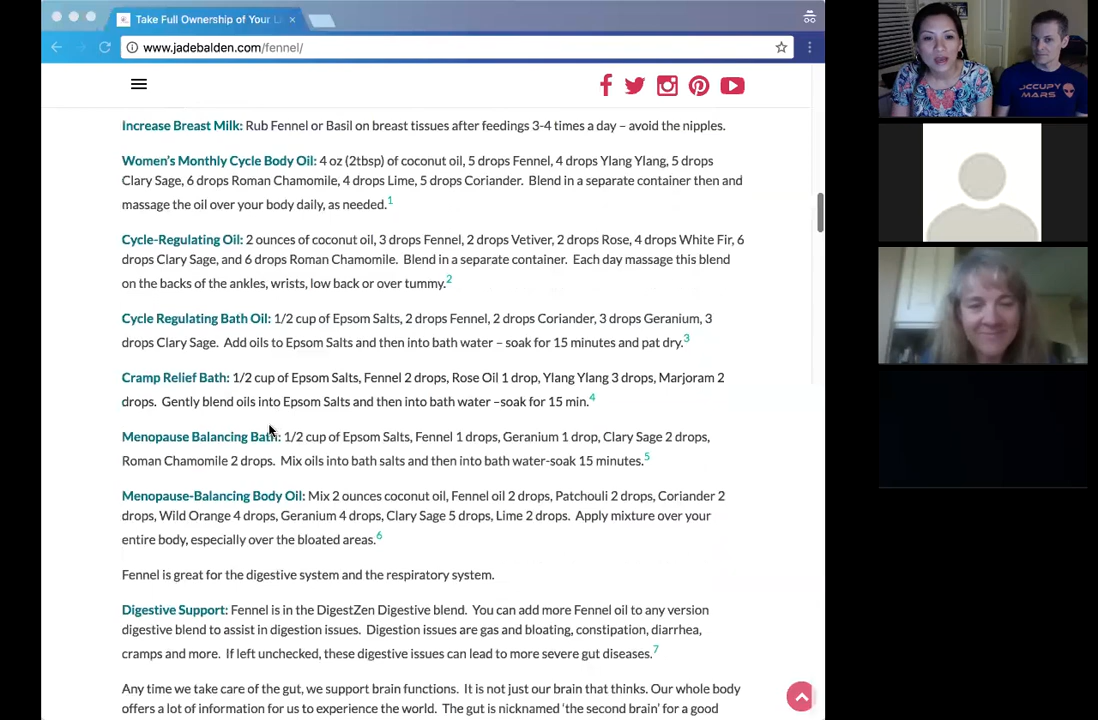 Take Full Ownership of Your Li
www.jadebalden.com/fennel/
Increase Breast Milk: Rub Fennel or Basil on breast tissues after feedings 3-4 times a day – avoid the nipples.
Women's Monthly Cycle Body Oil: 4 oz (2tbsp) of coconut oil, 5 drops Fennel, 4 drops Ylang Ylang, 5 drops
Clary Sage, 6 drops Roman Chamomile, 4 drops Lime, 5 drops Coriander. Blend in a separate container then and
massage the oil over your body daily, as needed.1
Cycle-Regulating Oil: 2 ounces of coconut oil, 3 drops Fennel, 2 drops Vetiver, 2 drops Rose, 4 drops White Fir, 6
drops Clary Sage, and 6 drops Roman Chamomile. Blend in a separate container. Each day massage this blend
on the backs of the ankles, wrists, low back or over tummy.2
Cycle Regulating Bath Oil: 1/2 cup of Epsom Salts, 2 drops Fennel, 2 drops Coriander, 3 drops Geranium, 3
drops Clary Sage. Add oils to Epsom Salts and then into bath water – soak for 15 minutes and pat dry.3
Cramp Relief Bath: 1/2 cup of Epsom Salts, Fennel 2 drops, Rose Oil 1 drop, Ylang Ylang 3 drops, Marjoram 2
drops. Gently blend oils into Epsom Salts and then into bath water –soak for 15 min.4
Menopause Balancing Bath: 1/2 cup of Epsom Salts, Fennel 1 drops, Geranium 1 drop, Clary Sage 2 drops,
Roman Chamomile 2 drops. Mix oils into bath salts and then into bath water-soak 15 minutes.5
Menopause-Balancing Body Oil: Mix 2 ounces coconut oil, Fennel oil 2 drops, Patchouli 2 drops, Coriander 2
drops, Wild Orange 4 drops, Geranium 4 drops, Clary Sage 5 drops, Lime 2 drops. Apply mixture over your
entire body, especially over the bloated areas.6
Fennel is great for the digestive system and the respiratory system.
Digestive Support: Fennel is in the DigestZen Digestive blend. You can add more Fennel oil to any version
digestive blend to assist in digestion issues. Digestion issues are gas and bloating, constipation, diarrhea,
cramps and more. If left unchecked, these digestive issues can lead to more severe gut diseases.7
Any time we take care of the gut, we support brain functions. It is not just our brain that thinks. Our whole body
offers a lot of information for us to experience the world. The gut is nicknamed 'the second brain' for a good
OCCUPY
MARS